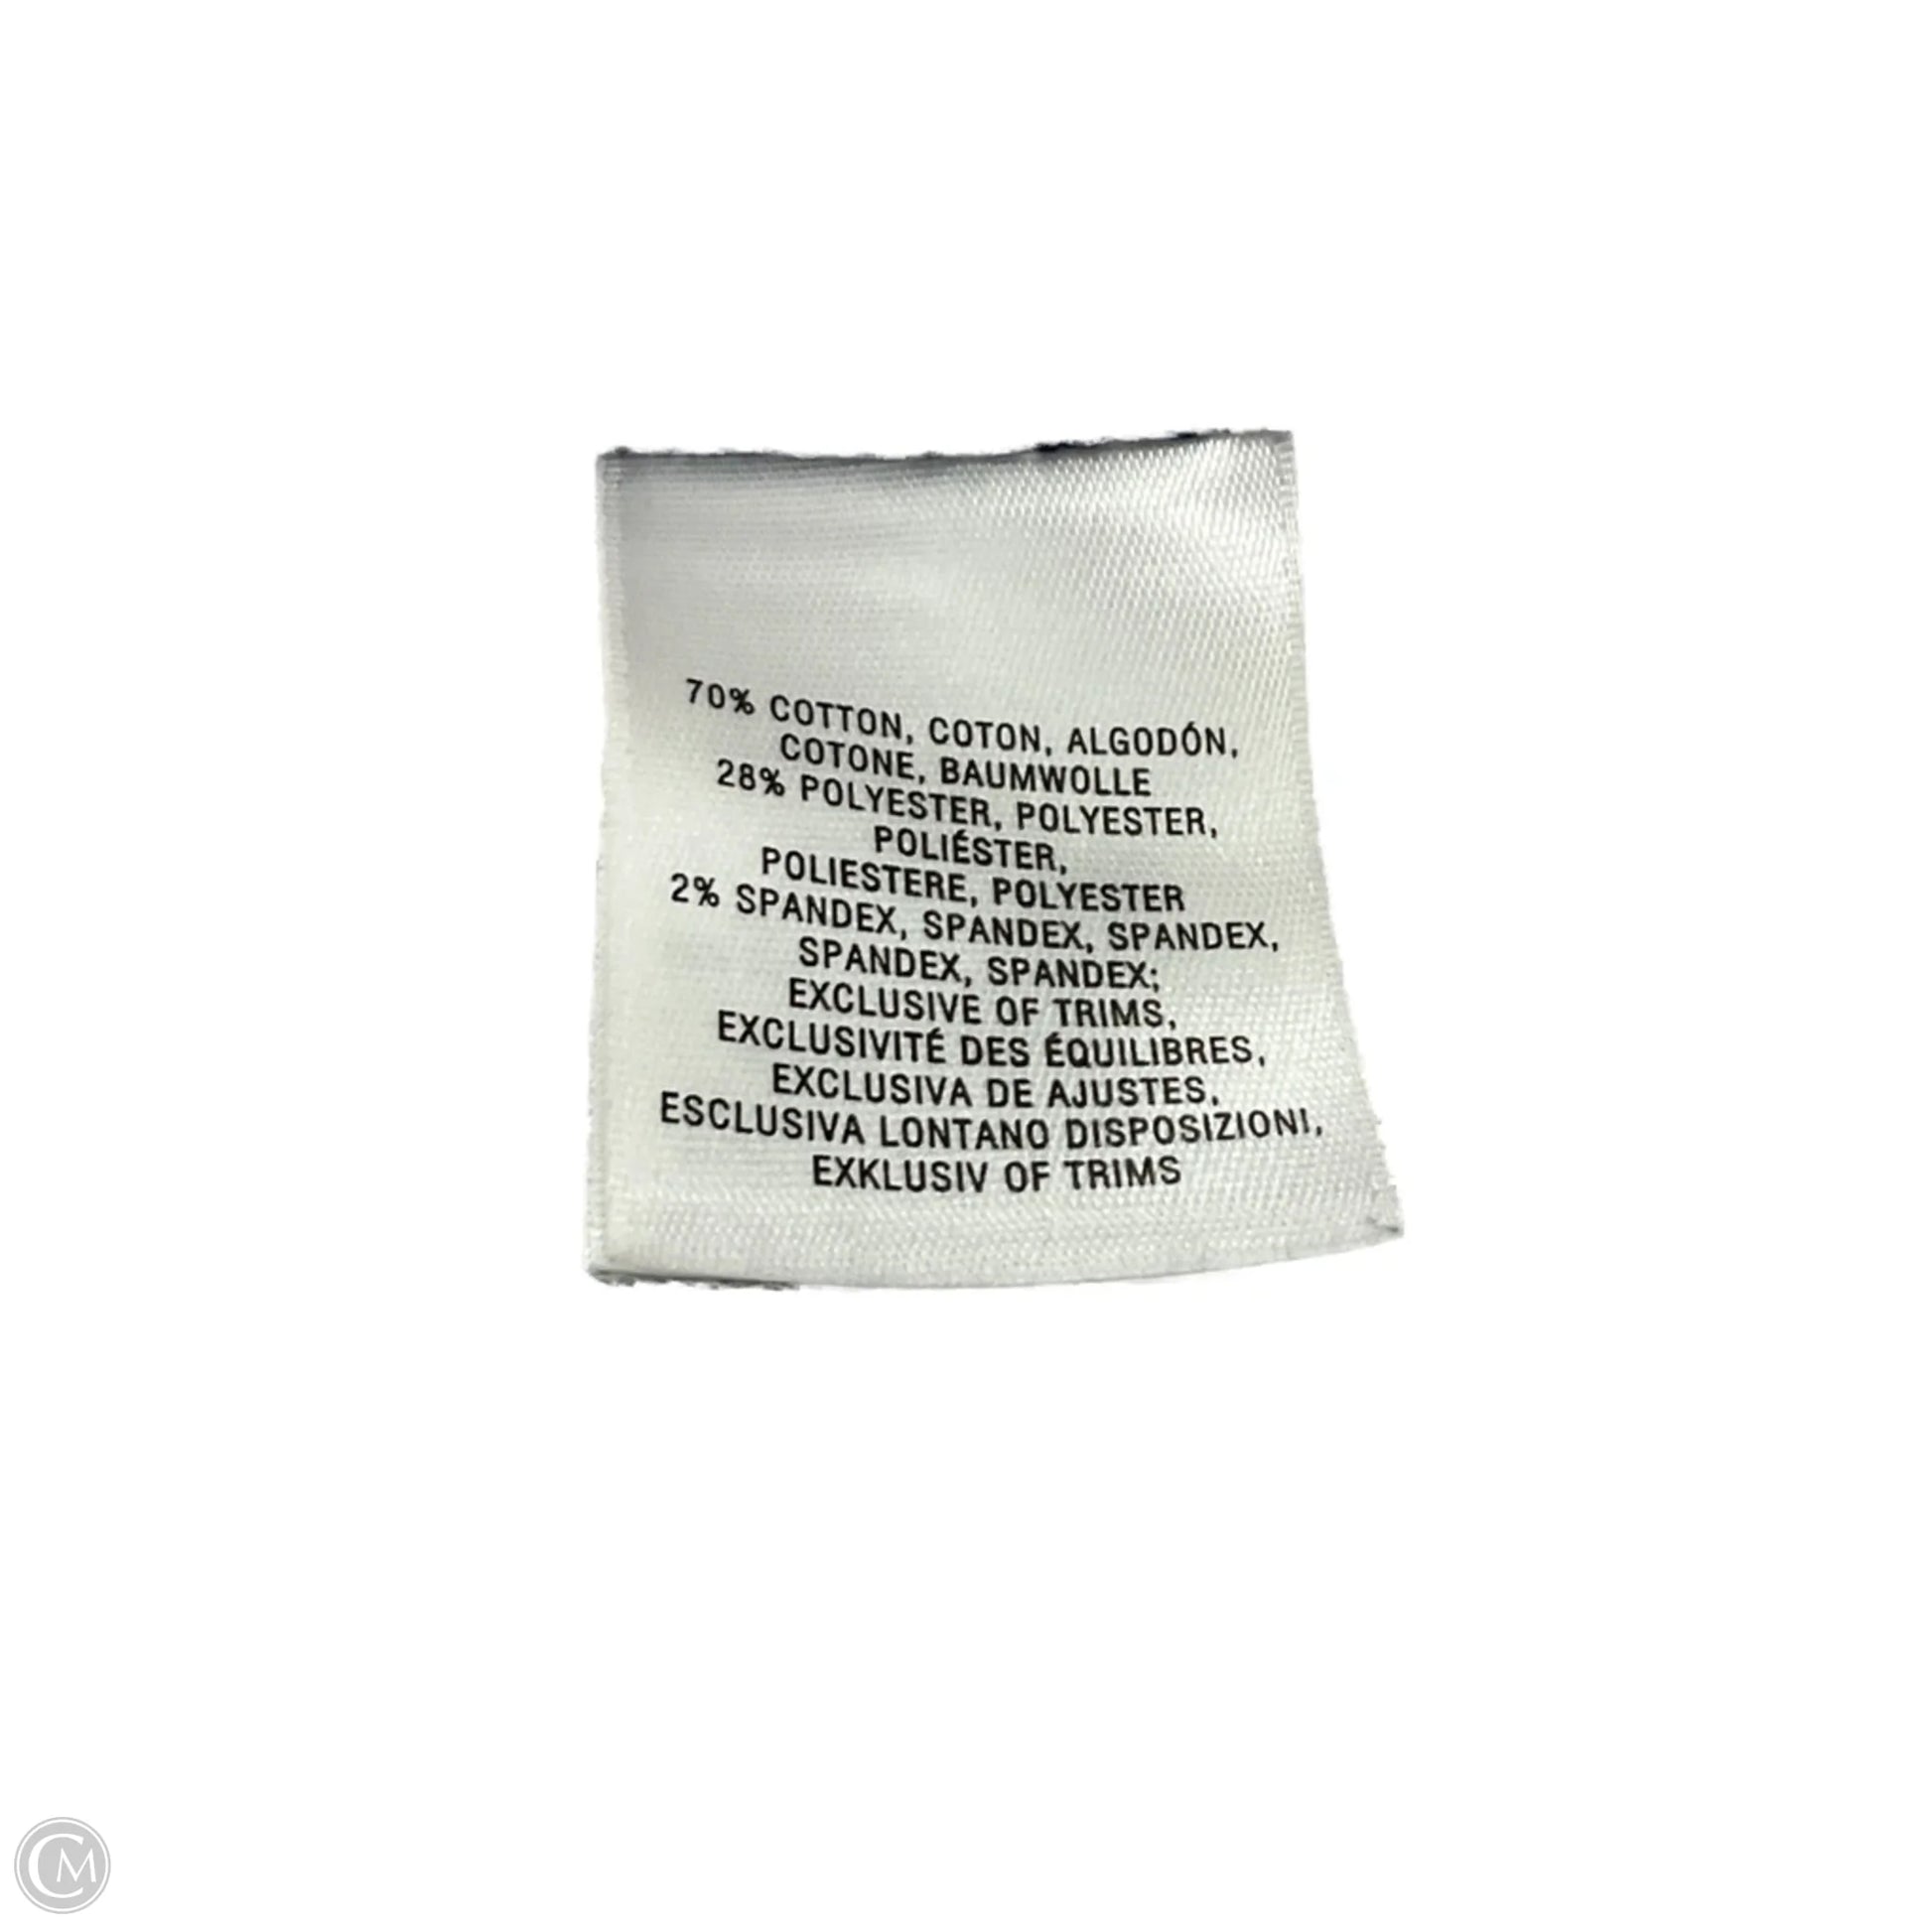 70% COTTON, COTON, ALGODÓN,
COTONE, BAUMWOLLE
28% POLYESTER, POLYESTER,
POLIÉSTER,
POLIESTERE, POLYESTER
2% SPANDEX, SPANDEX, SPANDEX,
SPANDEX, SPANDEX;
EXCLUSIVE OF TRIMS,
EXCLUSIVITÉ DES ÉQUILIBRES,
EXCLUSIVA DE AJUSTES,
ESCLUSIVA LONTANO DISPOSIZIONI,
EXKLUSIV OF TRIMS
CM